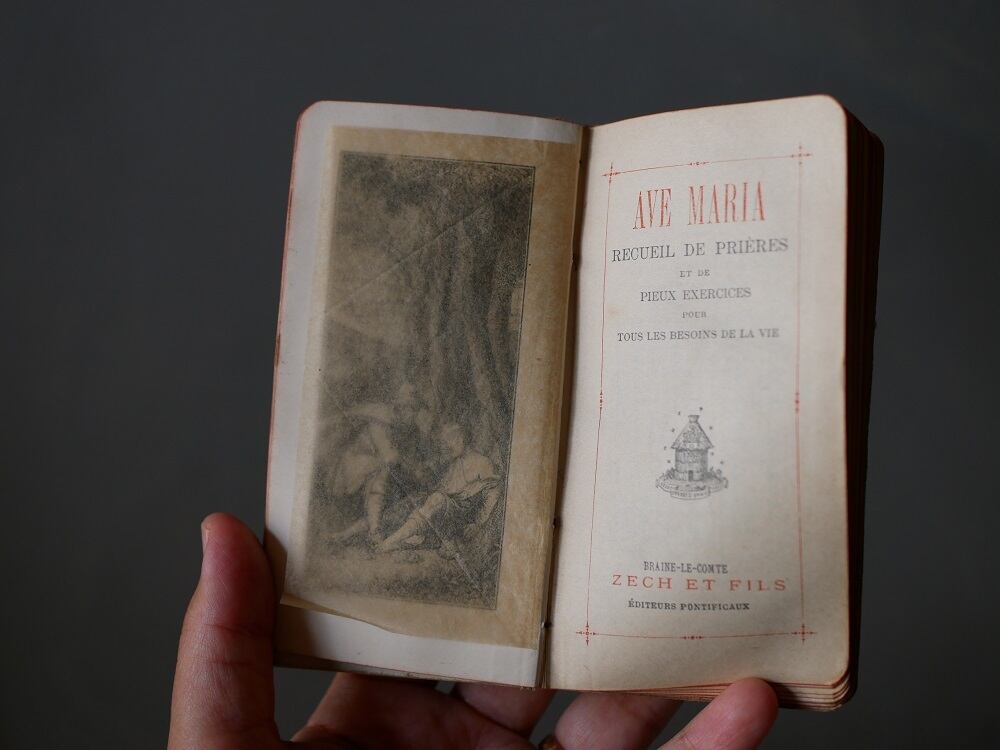 AVE MARIA
RECUEIL DE PRIÈRES
ET DE
PIEUX EXERCICES
POUR
TOUS LES BESOINS DE LA VIE
BRAINE-LE-COMTE
ZECH ET FILS
ÉDITEURS PONTIFICAUX